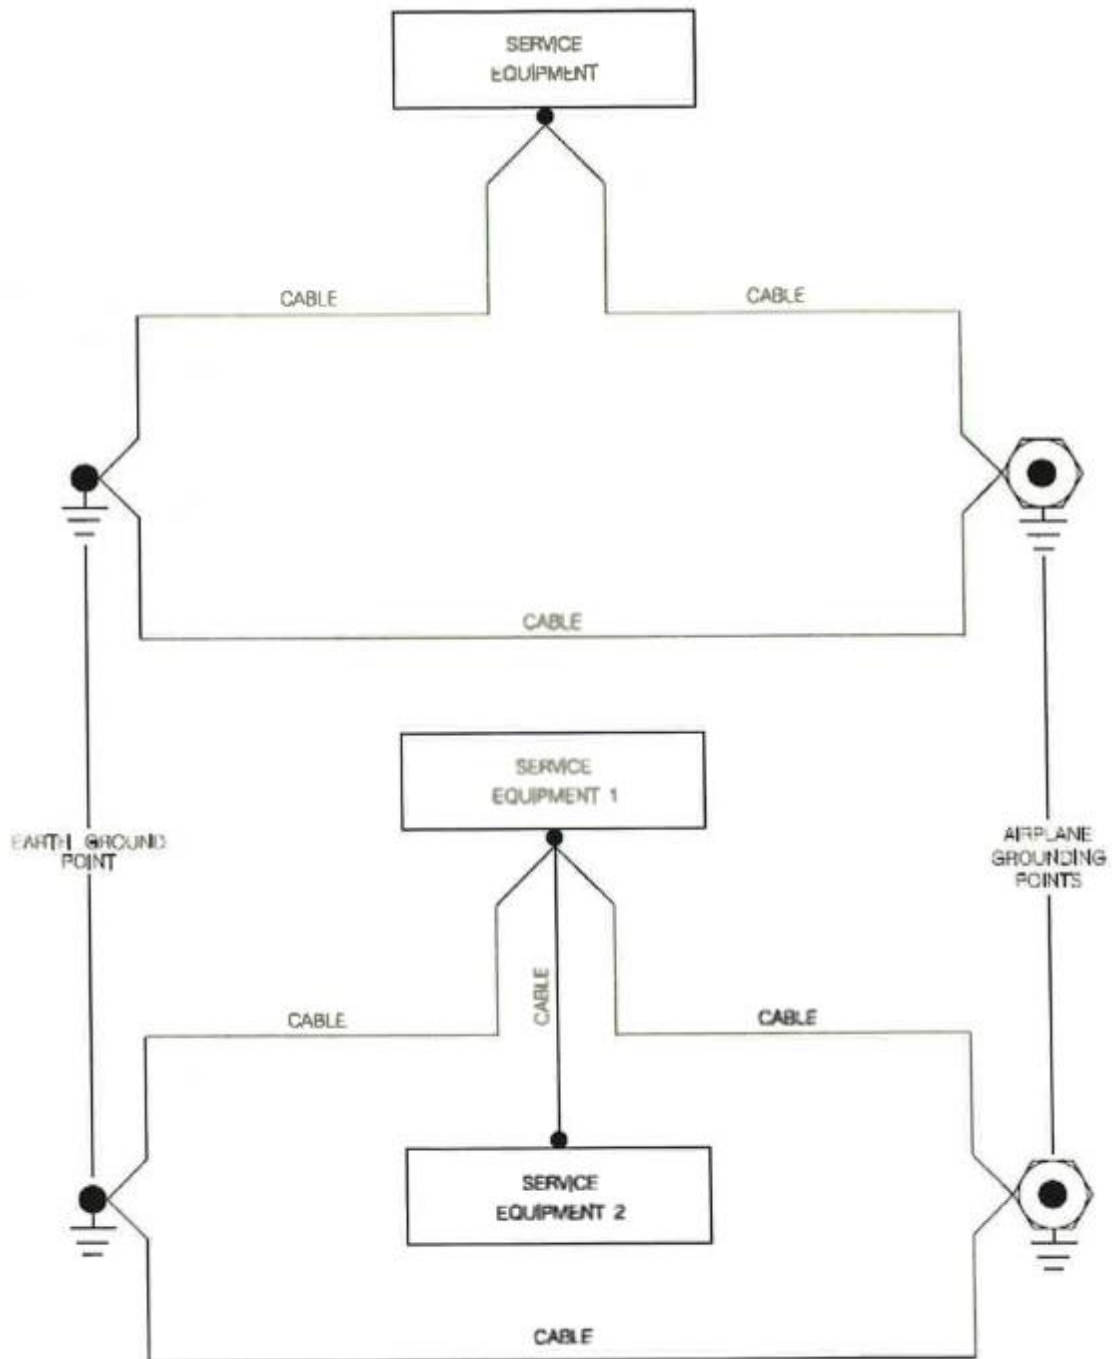 SERVICE
EQUIPMENT
CABLE
CABLE
CABLE
SERVICE
EQUIPMENT 1
EARTH GROUND
POINT
AIRPLANE
GROUNDING
POINTS
CABLE
CABLE
CABLE
SERVICE
EQUIPMENT 2
CABLE